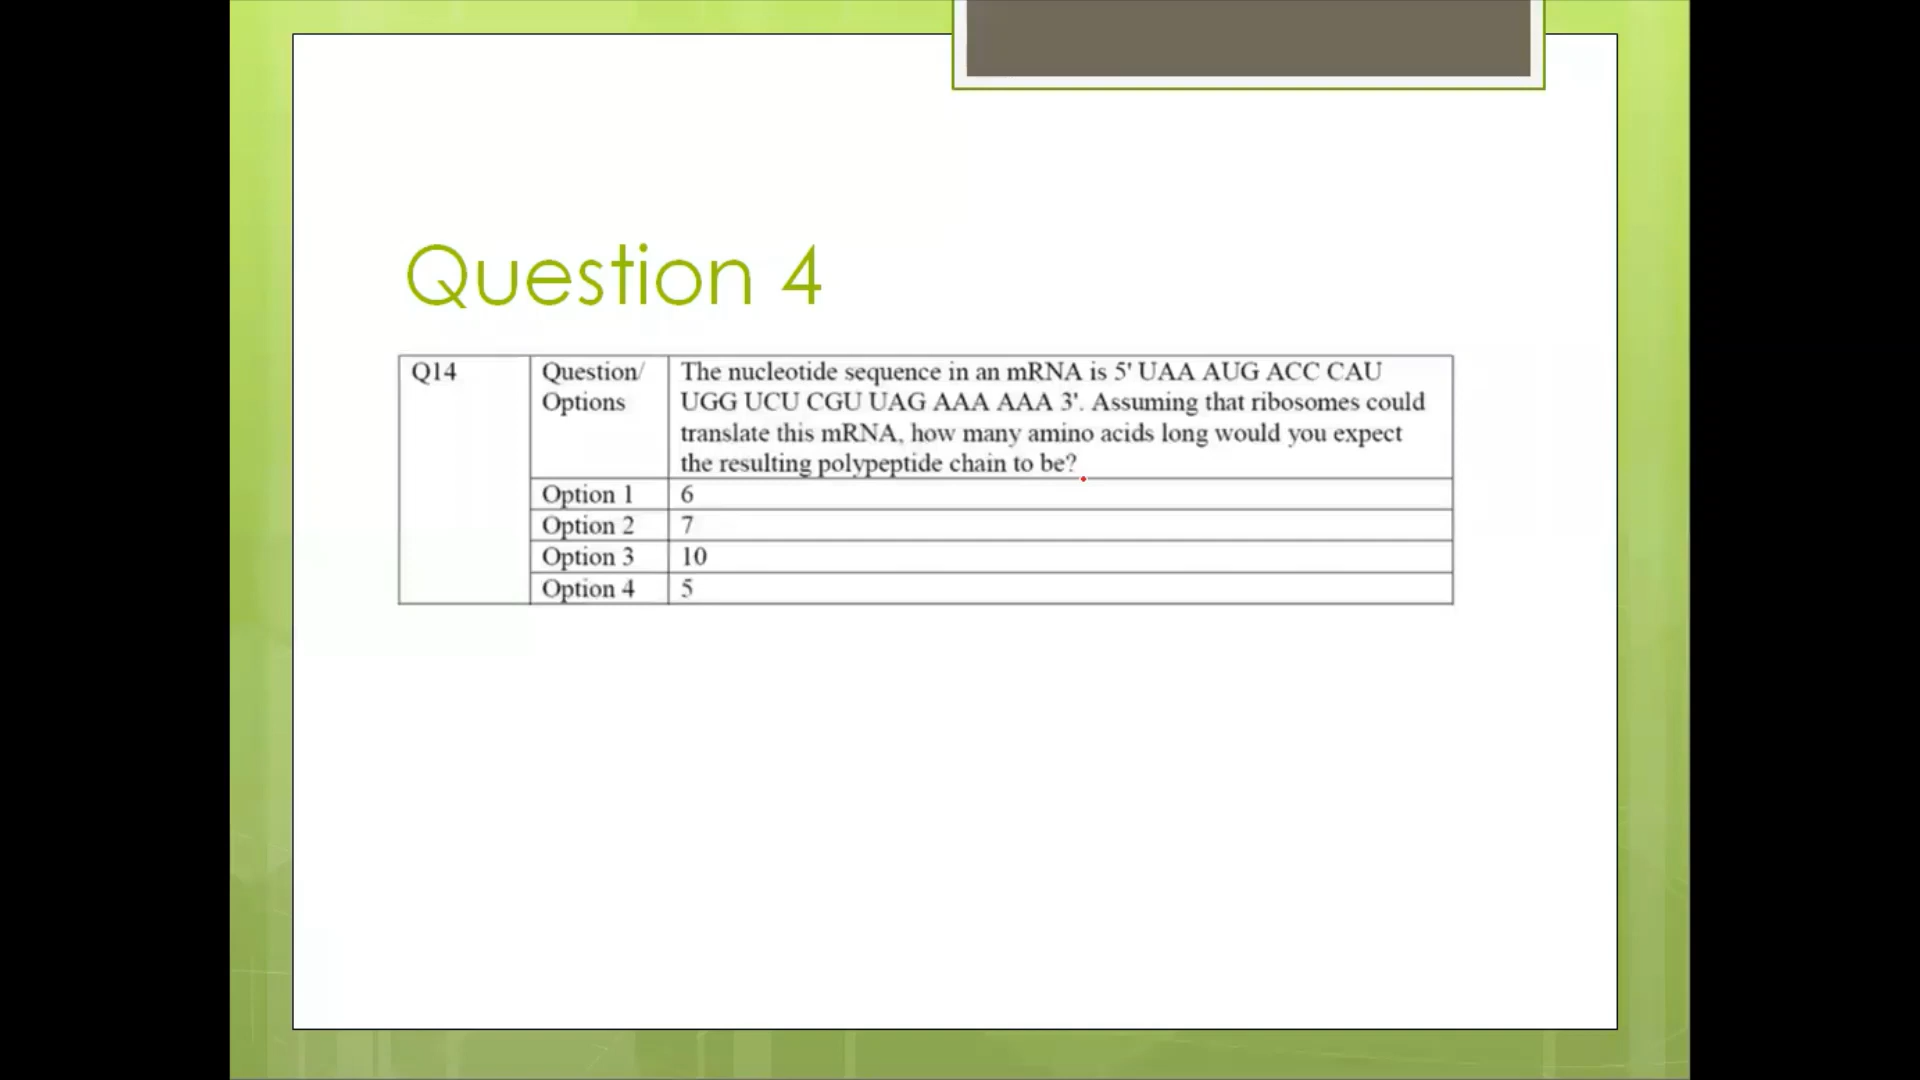 Question 4
Q14
Question/
Options
The nucleotide sequence in an mRNA is 5' UAA AUG ACC CAU
UGG UCU CGU UAG AAA AAA 3'. Assuming that ribosomes could
translate this mRNA, how many amino acids long would you expect
the resulting polypeptide chain to be?
Option 1 6
Option 2 7
Option 3 10
Option 4 5